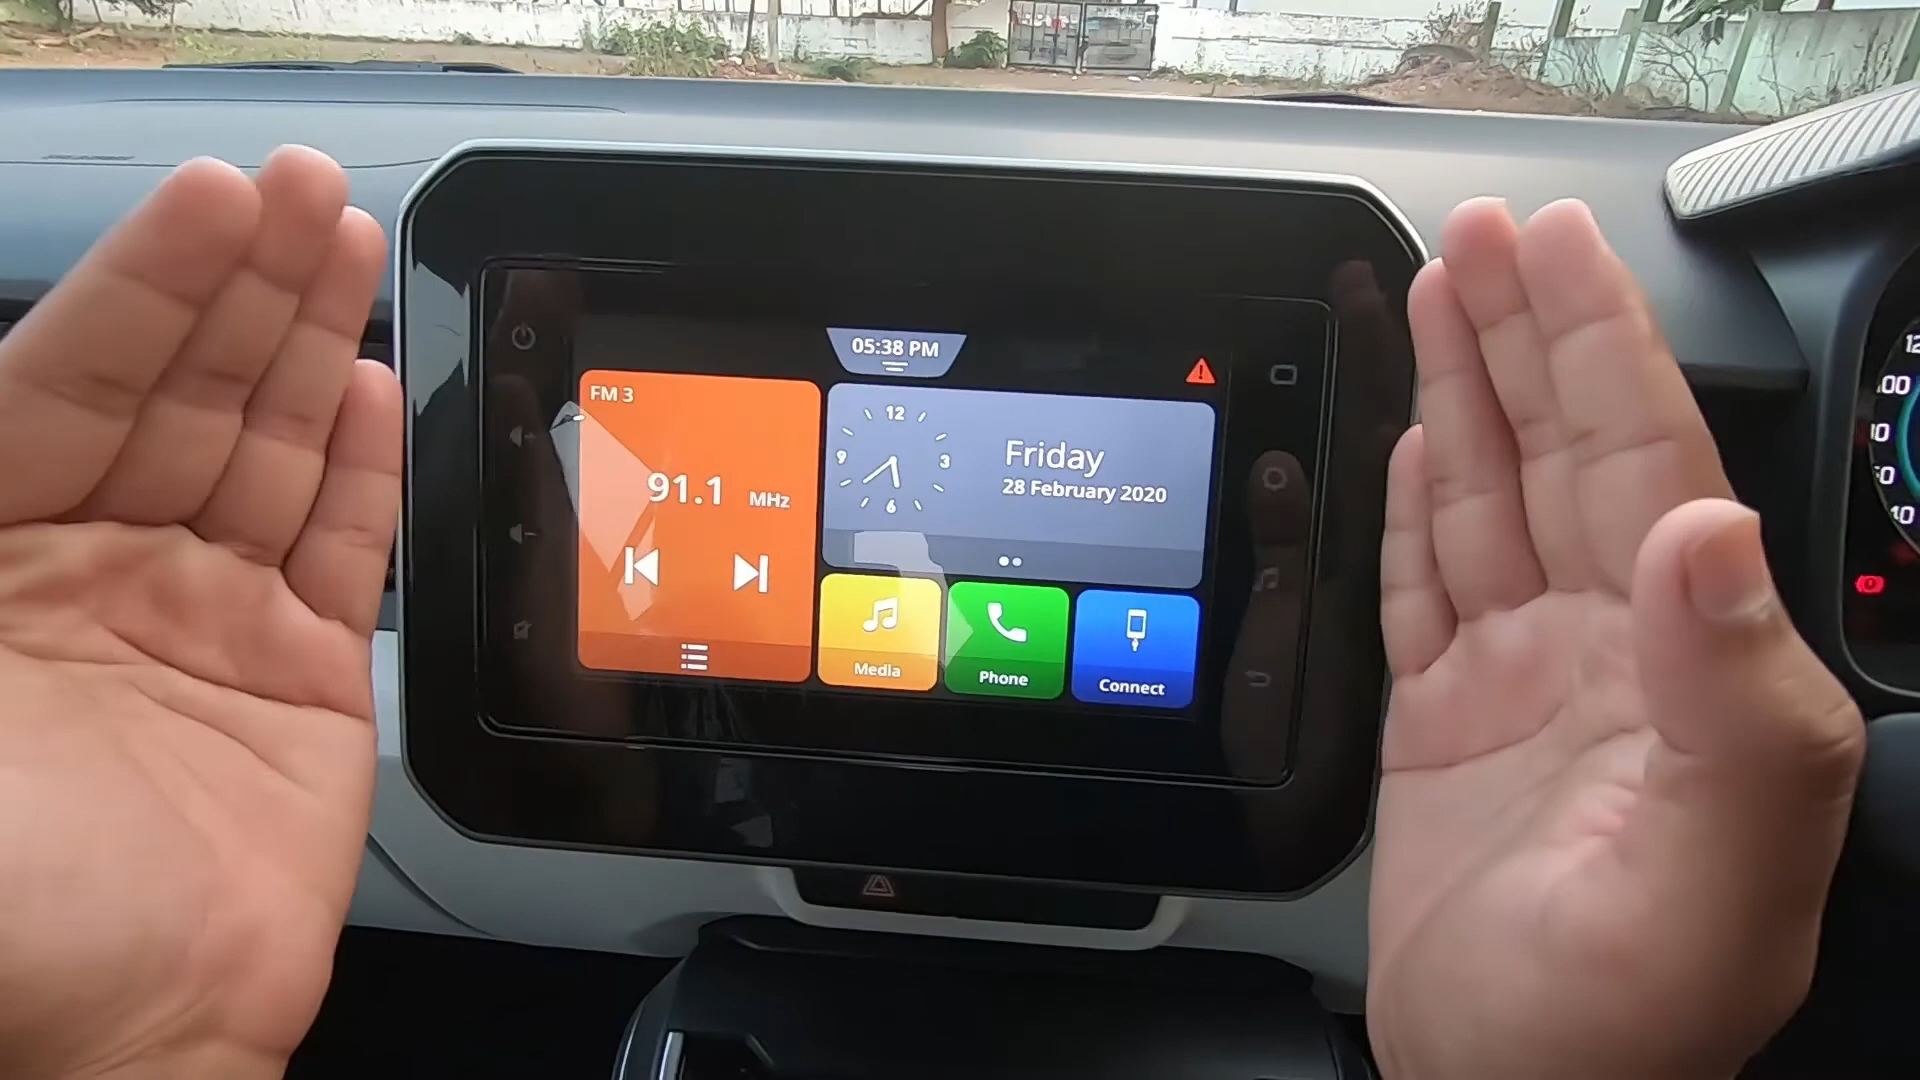 05:38 PM
FM 3
91.1 MHz
12
9
3
6
Friday
28 February 2020
Media
Phone
Connect